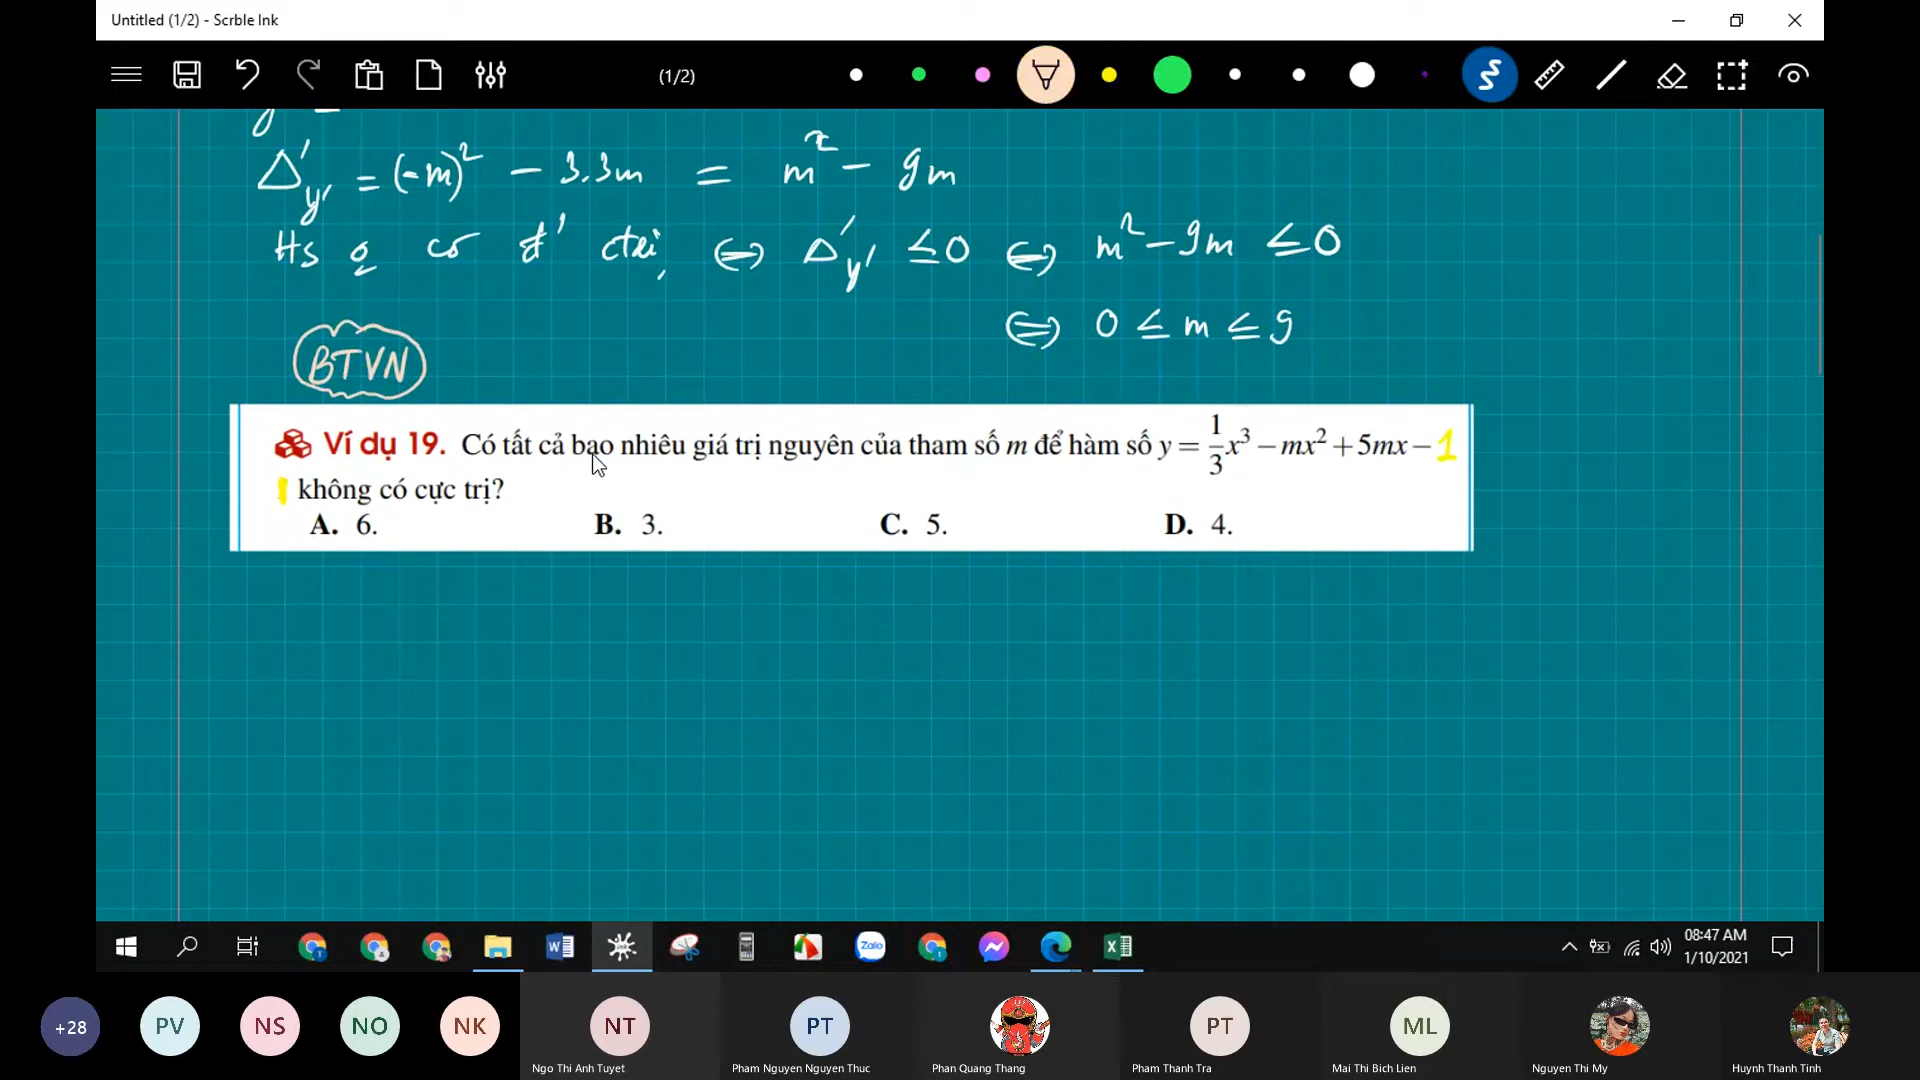 Untitled (1/2) - Scrble Ink
(1/2)
Δ'y' = (-m)² - 3.3m = m² - 9m
Hs o có đ' ctrị ⇔ Δ'y' ≤ 0 ⇔ m² - 9m ≤ 0
⇔ 0 ≤ m ≤ 9
BTVN
Ví dụ 19. Có tất cả bao nhiêu giá trị nguyên của tham số m để hàm số y = 1/3 x³ − mx² + 5mx − 1
1 không có cực trị?
A. 6. B. 3. C. 5. D. 4.
Zalo
08:47 AM
1/10/2021
+28 PV NS NO NK NT PT PT ML
Ngo Thi Anh Tuyet Pham Nguyen Nguyen Thuc Phan Quang Thang Pham Thanh Tra Mai Thi Bich Lien Nguyen Thi My Huynh Thanh Tinh